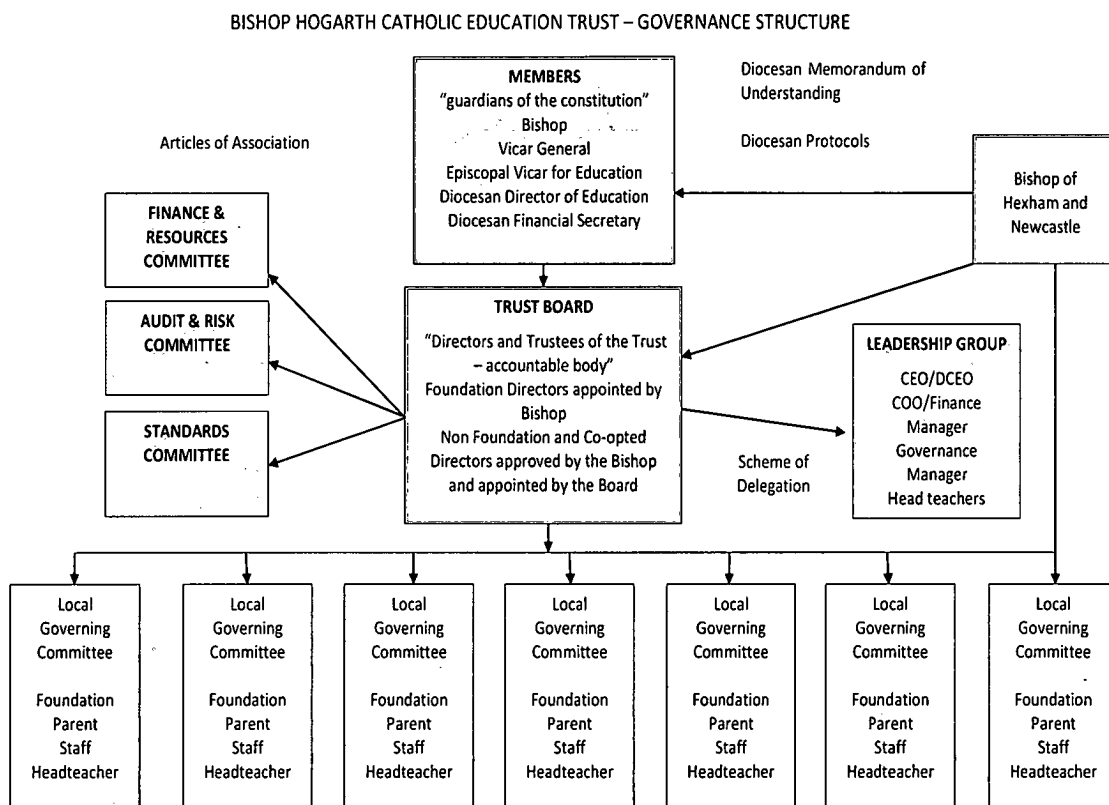 BISHOP HOGARTH CATHOLIC EDUCATION TRUST – GOVERNANCE STRUCTURE
MEMBERS
"guardians of the constitution"
Bishop
Vicar General
Episcopal Vicar for Education
Diocesan Director of Education
Diocesan Financial Secretary
Diocesan Memorandum of
Understanding
Diocesan Protocols
Articles of Association
Bishop of
Hexham and
Newcastle
FINANCE &
RESOURCES
COMMITTEE
AUDIT & RISK
COMMITTEE
STANDARDS
COMMITTEE
TRUST BOARD
"Directors and Trustees of the Trust
– accountable body"
Foundation Directors appointed by
Bishop
Non Foundation and Co-opted
Directors approved by the Bishop
and appointed by the Board
Scheme of
Delegation
LEADERSHIP GROUP
CEO/DCEO
COO/Finance
Manager
Governance
Manager
Head teachers
Local
Governing
Committee
Foundation
Parent
Staff
Headteacher
Local
Governing
Committee
Foundation
Parent
Staff
Headteacher
Local
Governing
Committee
Foundation
Parent
Staff
Headteacher
Local
Governing
Committee
Foundation
Parent
Staff
Headteacher
Local
Governing
Committee
Foundation
Parent
Staff
Headteacher
Local
Governing
Committee
Foundation
Parent
Staff
Headteacher
Local
Governing
Committee
Foundation
Parent
Staff
Headteacher